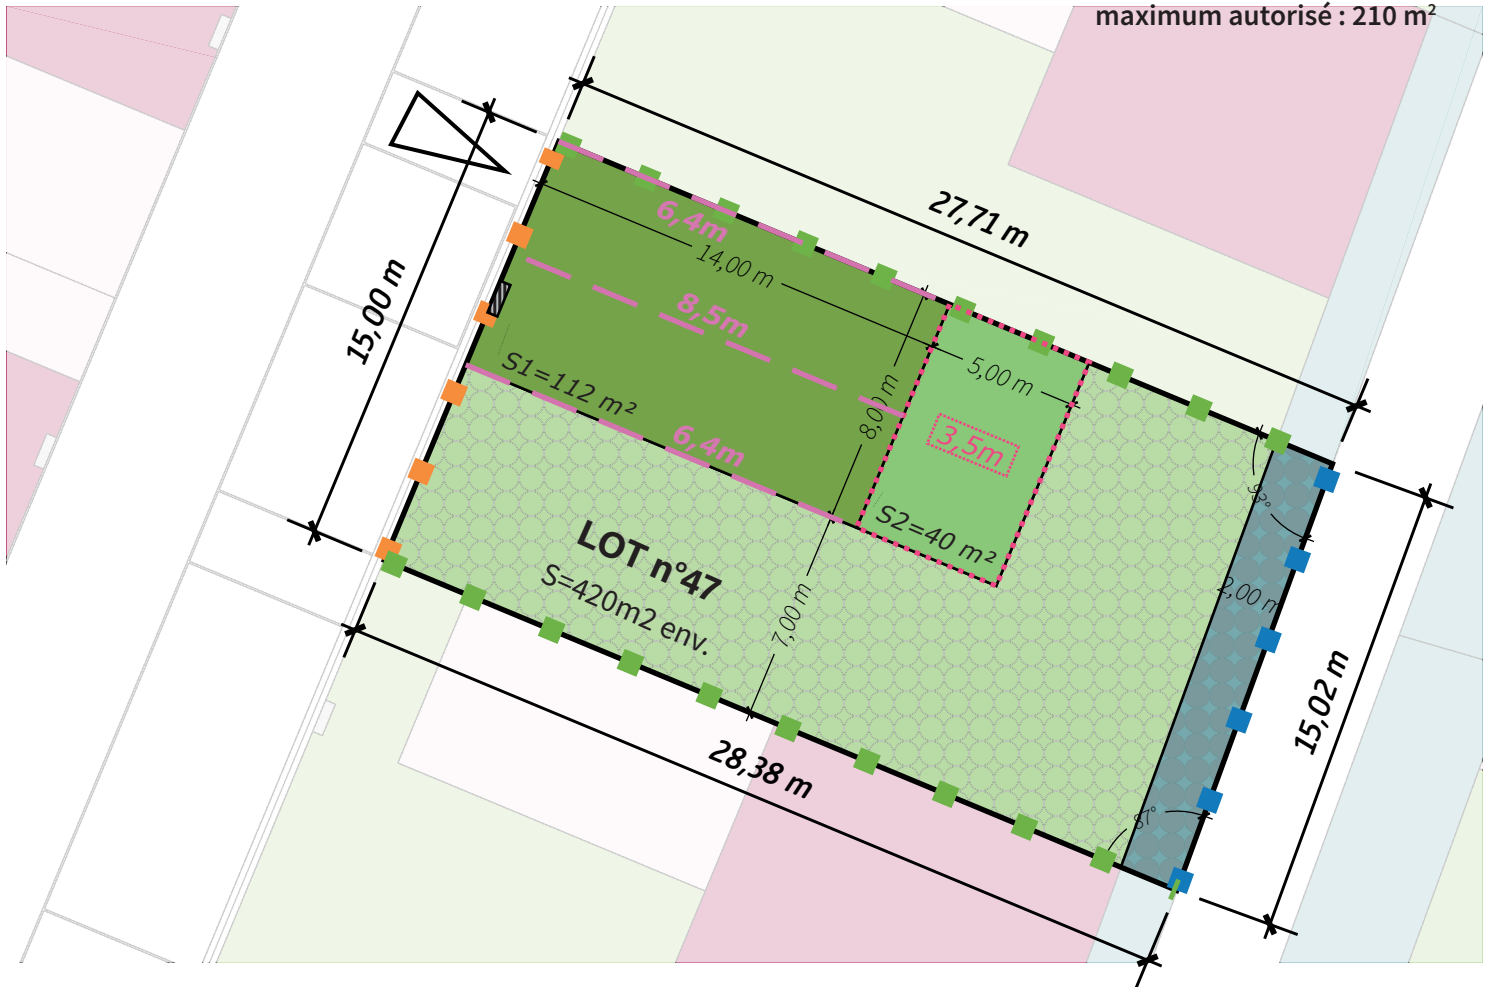 maximum autorisé : 210 m²
27,71 m
6,4m
14,00 m
15,00 m
8,5m
5,00 m
S1=112 m²
8,00 m
6,4m
3,5m
93°
S2=40 m²
LOT n°47
S=420m2 env.
2,00 m
7,00 m
15,02 m
28,38 m
87°